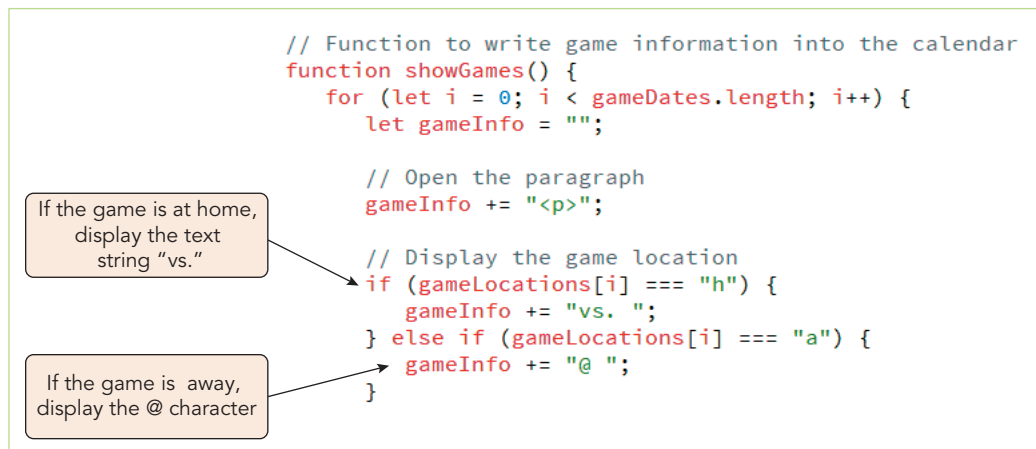 // Function to write game information into the calendar
function showGames() {
for (let i = 0; i < gameDates.length; i++) {
let gameInfo = "";
// Open the paragraph
gameInfo += "<p>";
If the game is at home,
display the text
string “vs.”
// Display the game location
if (gameLocations[i] === "h") {
gameInfo += "vs. ";
} else if (gameLocations[i] === "a") {
gameInfo += "@ ";
}
If the game is away,
display the @ character